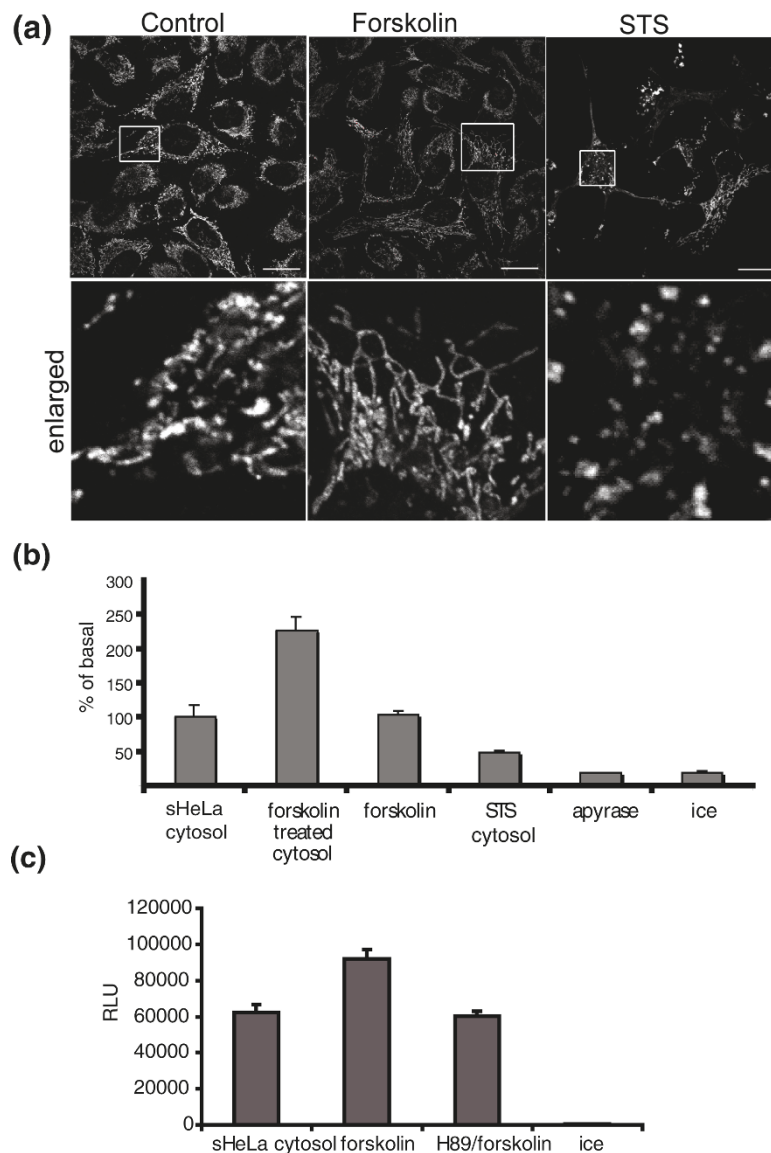 (a)
Control Forskolin STS
enlarged
(b)
% of basal
300
250
200
150
100
50
sHeLa cytosol
forskolin treated cytosol
forskolin
STS cytosol
apyrase
ice
(c)
RLU
120000
100000
80000
60000
40000
20000
0
sHeLa cytosol forskolin H89/forskolin ice